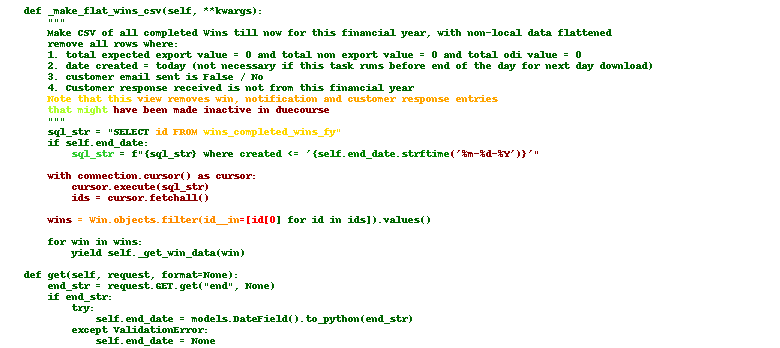 def _make_flat_wins_csv(self, **kwargs):
"""
Make CSV of all completed Wins till now for this financial year, with non-local data flattened
remove all rows where:
1. total expected export value = 0 and total non export value = 0 and total odi value = 0
2. date created = today (not necessary if this task runs before end of the day for next day download)
3. customer email sent is False / No
4. Customer response received is not from this financial year
Note that this view removes win, notification and customer response entries
that might have been made inactive in duecourse
"""
sql_str = "SELECT id FROM wins_completed_wins_fy"
if self.end_date:
sql_str = f"{sql_str} where created <= '{self.end_date.strftime('%m-%d-%Y')}'"
with connection.cursor() as cursor:
cursor.execute(sql_str)
ids = cursor.fetchall()
wins = Win.objects.filter(id__in=[id[0] for id in ids]).values()
for win in wins:
yield self._get_win_data(win)
def get(self, request, format=None):
end_str = request.GET.get("end", None)
if end_str:
try:
self.end_date = models.DateField().to_python(end_str)
except ValidationError:
self.end_date = None